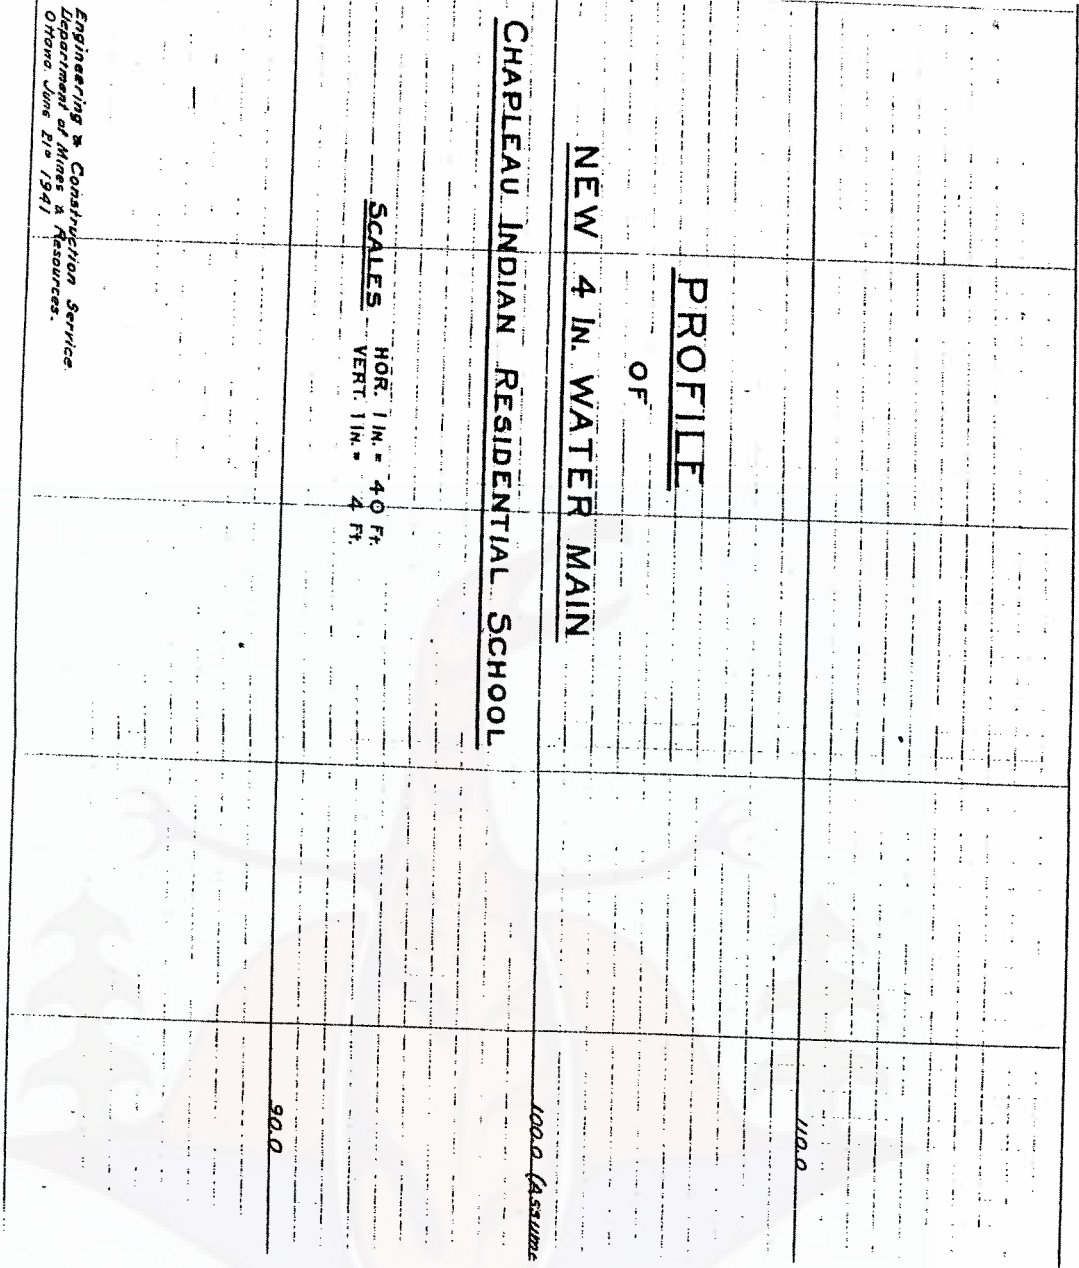 PROFILE
OF
NEW 4 IN. WATER MAIN
CHAPLEAU INDIAN RESIDENTIAL SCHOOL
SCALES HOR. 1 IN. = 40 FT.
VERT. 1 IN. = 4 FT.
Engineering & Construction Service
Department of Mines & Resources.
Ottawa. June 21st 1941
110.0
100.0 (Assume
90.0